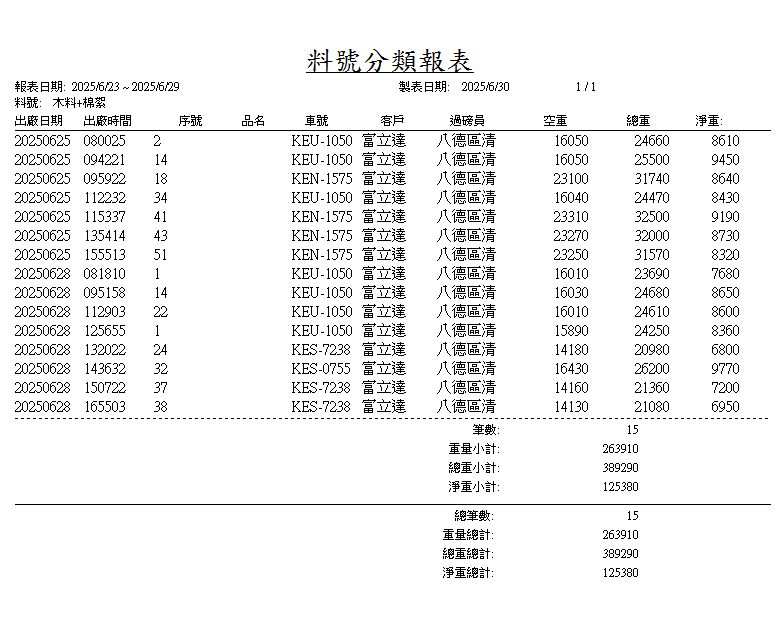 料號分類報表
報表日期: 2025/6/23 ~ 2025/6/29 製表日期: 2025/6/30 1 / 1
料號: 木料+棉絮
出廠日期 出廠時間 序號 品名 車號 客戶 過磅員 空重 總重 淨重:
20250625 080025 2 KEU-1050 富立達 八德區清 16050 24660 8610
20250625 094221 14 KEU-1050 富立達 八德區清 16050 25500 9450
20250625 095922 18 KEN-1575 富立達 八德區清 23100 31740 8640
20250625 112232 34 KEU-1050 富立達 八德區清 16040 24470 8430
20250625 115337 41 KEN-1575 富立達 八德區清 23310 32500 9190
20250625 135414 43 KEN-1575 富立達 八德區清 23270 32000 8730
20250625 155513 51 KEN-1575 富立達 八德區清 23250 31570 8320
20250628 081810 1 KEU-1050 富立達 八德區清 16010 23690 7680
20250628 095158 14 KEU-1050 富立達 八德區清 16030 24680 8650
20250628 112903 22 KEU-1050 富立達 八德區清 16010 24610 8600
20250628 125655 1 KEU-1050 富立達 八德區清 15890 24250 8360
20250628 132022 24 KES-7238 富立達 八德區清 14180 20980 6800
20250628 143632 32 KES-0755 富立達 八德區清 16430 26200 9770
20250628 150722 37 KES-7238 富立達 八德區清 14160 21360 7200
20250628 165503 38 KES-7238 富立達 八德區清 14130 21080 6950
筆數: 15
重量小計: 263910
總重小計: 389290
淨重小計: 125380
總筆數: 15
重量總計: 263910
總重總計: 389290
淨重總計: 125380